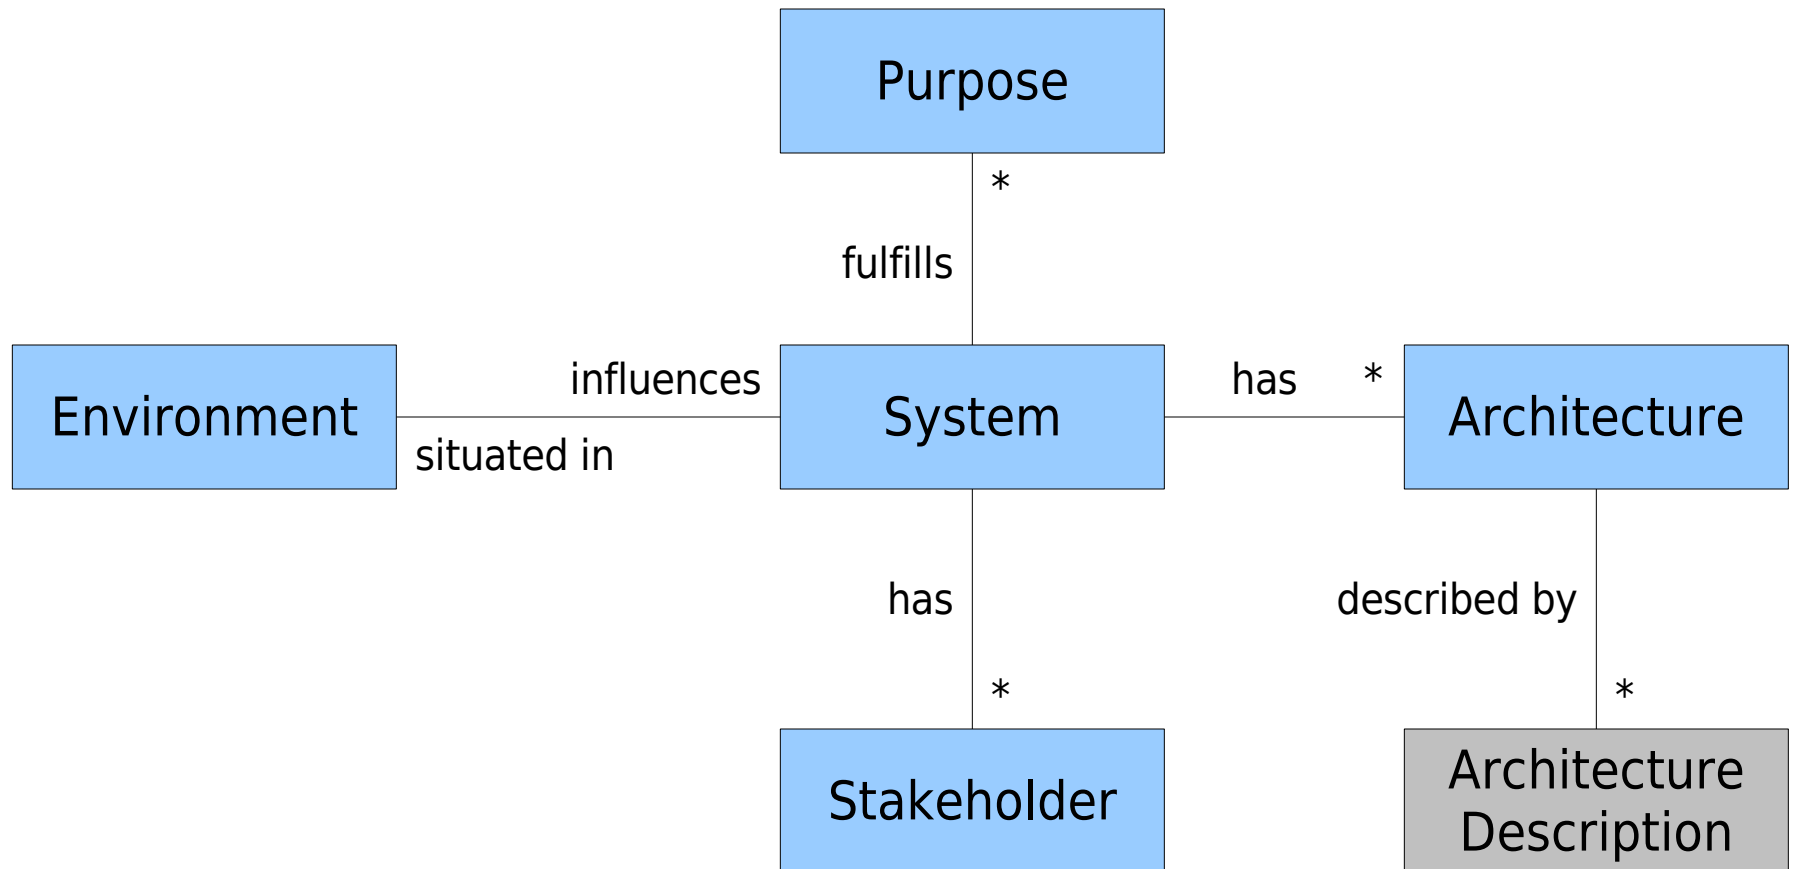 Purpose
*
fulfills
influences
has *
Environment
System
Architecture
situated in
has
described by
*
*
Stakeholder
Architecture
Description